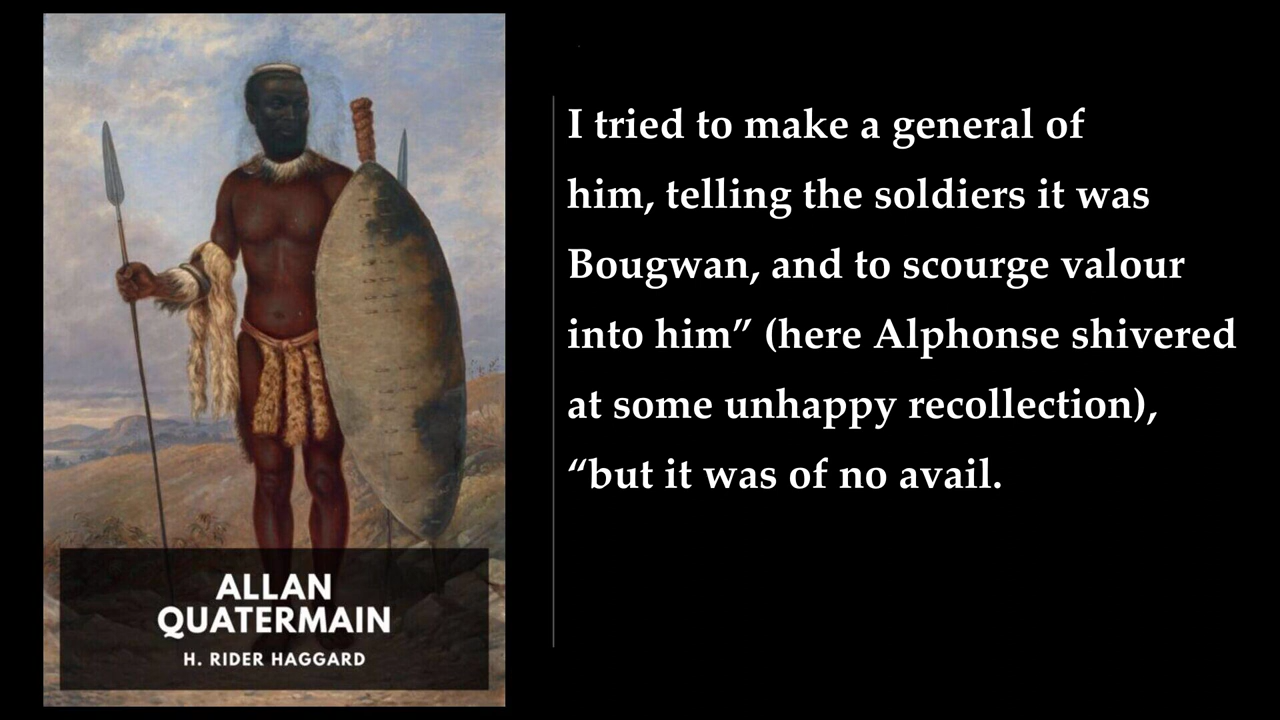 ALLAN
QUATERMAIN
H. RIDER HAGGARD
I tried to make a general of
him, telling the soldiers it was
Bougwan, and to scourge valour
into him” (here Alphonse shivered
at some unhappy recollection),
“but it was of no avail.